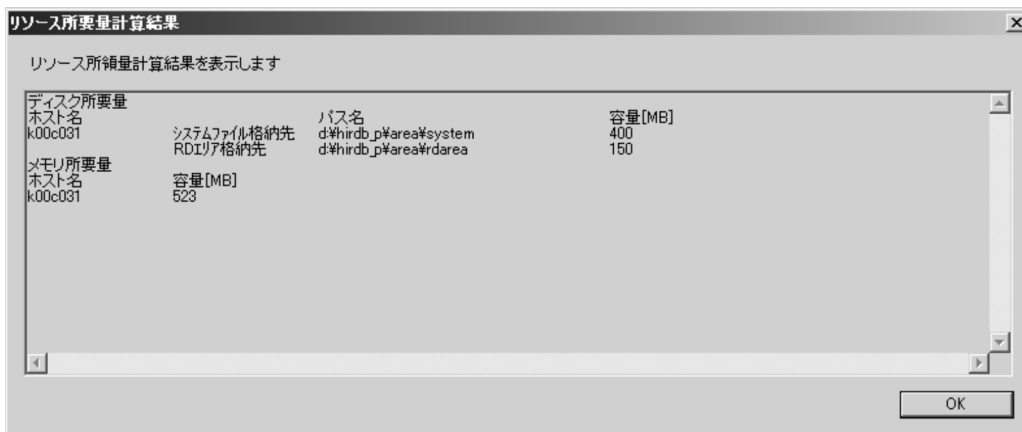 リソース所要量計算結果
リソース所領量計算結果を表示します
ディスク所要量
ホスト名 パス名 容量[MB]
k00c031 ｼｽﾃﾑﾌｧｲﾙ格納先 d:¥hirdb_p¥area¥system 400
RDｴﾘｱ格納先 d:¥hirdb_p¥area¥rdarea 150
メモリ所要量
ホスト名 容量[MB]
k00c031 523
OK